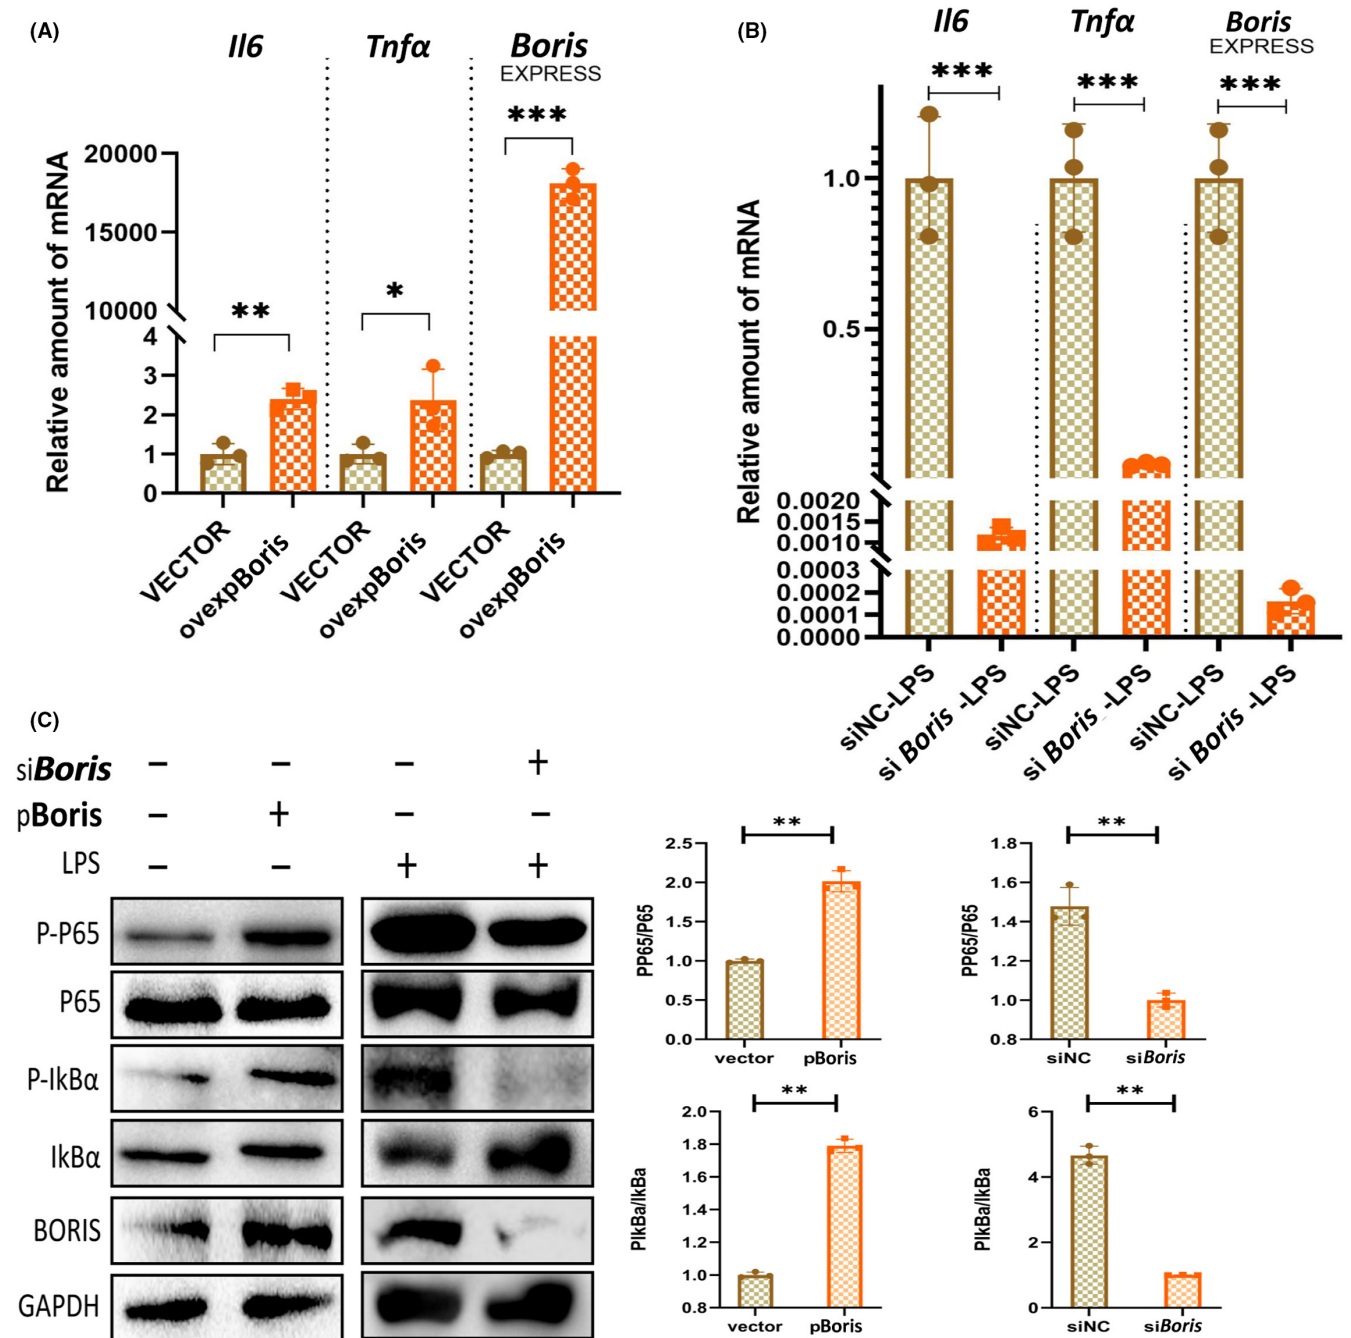 (A)
Il6
Tnfα
Boris
EXPRESS
***
**
*
Relative amount of mRNA
20000
15000
10000
4
3
2
1
0
VECTOR
ovexpBoris
VECTOR
ovexpBoris
VECTOR
ovexpBoris
(B)
Il6
Tnfα
Boris
EXPRESS
***
***
***
Relative amount of mRNA
1.0
0.5
0.0020
0.0015
0.0010
0.0003
0.0002
0.0001
0.0000
siNC-LPS
si Boris -LPS
siNC-LPS
si Boris -LPS
siNC-LPS
si Boris -LPS
(C)
siBoris – – – +
pBoris – + – –
LPS – – + +
P-P65
P65
P-IkBα
IkBα
BORIS
GAPDH
**
PP65/P65
2.5
2.0
1.5
1.0
0.5
0.0
vector pBoris
**
PP65/P65
1.8
1.6
1.4
1.2
1.0
0.8
siNC siBoris
**
PIkBa/IkBa
2.0
1.8
1.6
1.4
1.2
1.0
0.8
vector pBoris
**
PIkBa/IkBa
6
4
2
0
siNC siBoris